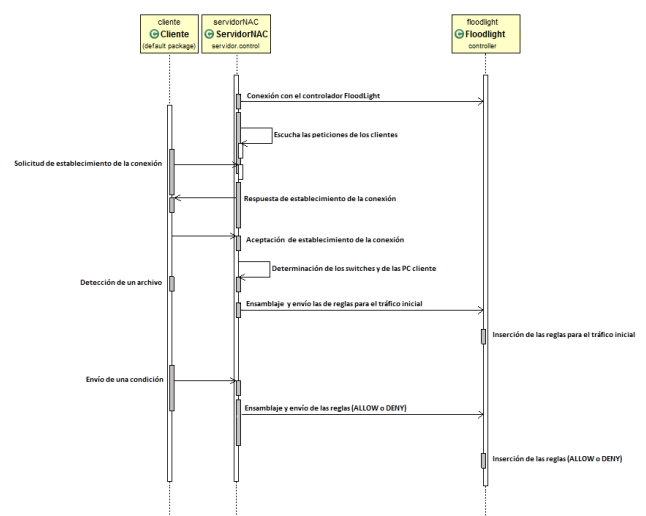 cliente
servidorNAC
floodlight
Cliente
ServidorNAC
Floodlight
(default package)
servidor.control
controller
Conexión con el controlador FloodLight
Escucha las peticiones de los clientes
Solicitud de establecimiento de la conexión
Respuesta de establecimiento de la conexión
Aceptación de establecimiento de la conexión
Determinación de los switches y de las PC cliente
Detección de un archivo
Ensamblaje y envío las de reglas para el tráfico inicial
Inserción de las reglas para el tráfico inicial
Envío de una condición
Ensamblaje y envío de las reglas (ALLOW o DENY)
Inserción de las reglas (ALLOW o DENY)